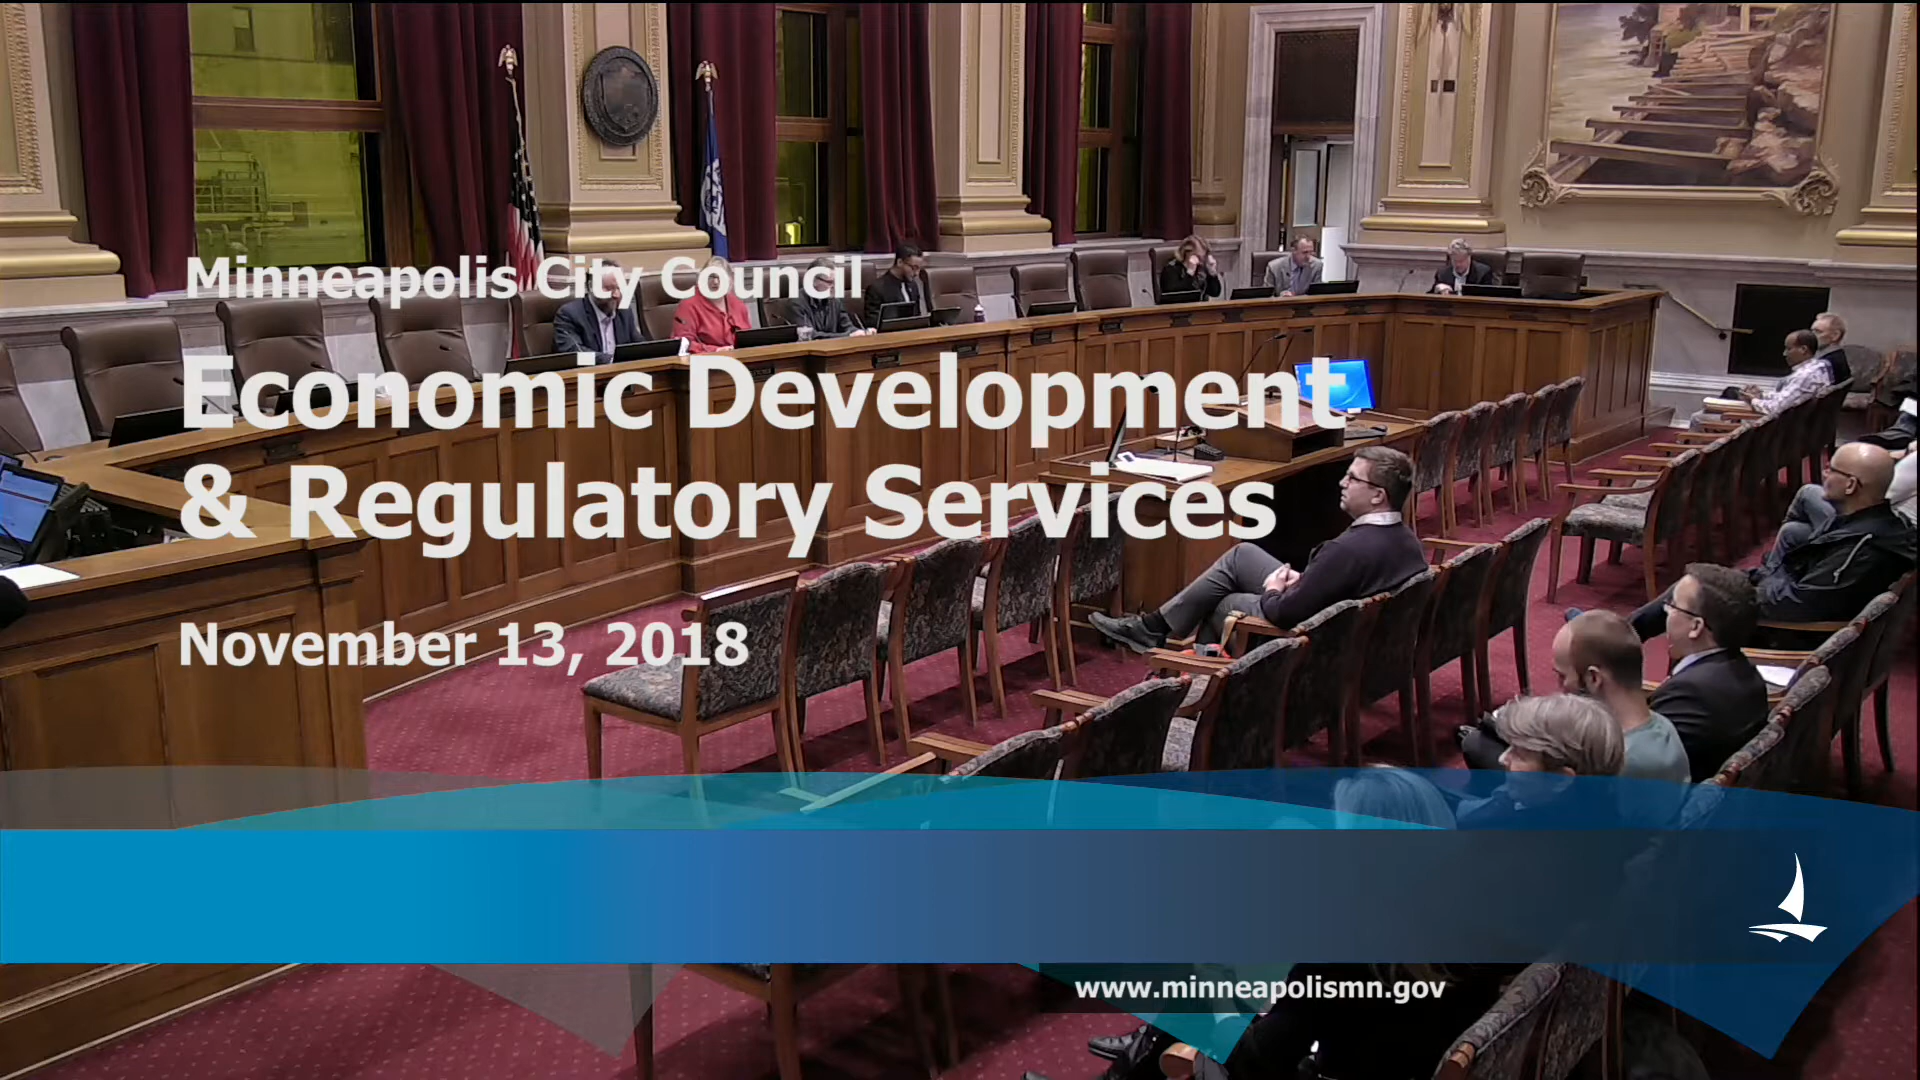 Minneapolis City Council
Economic Development
& Regulatory Services
November 13, 2018
www.minneapolismn.gov